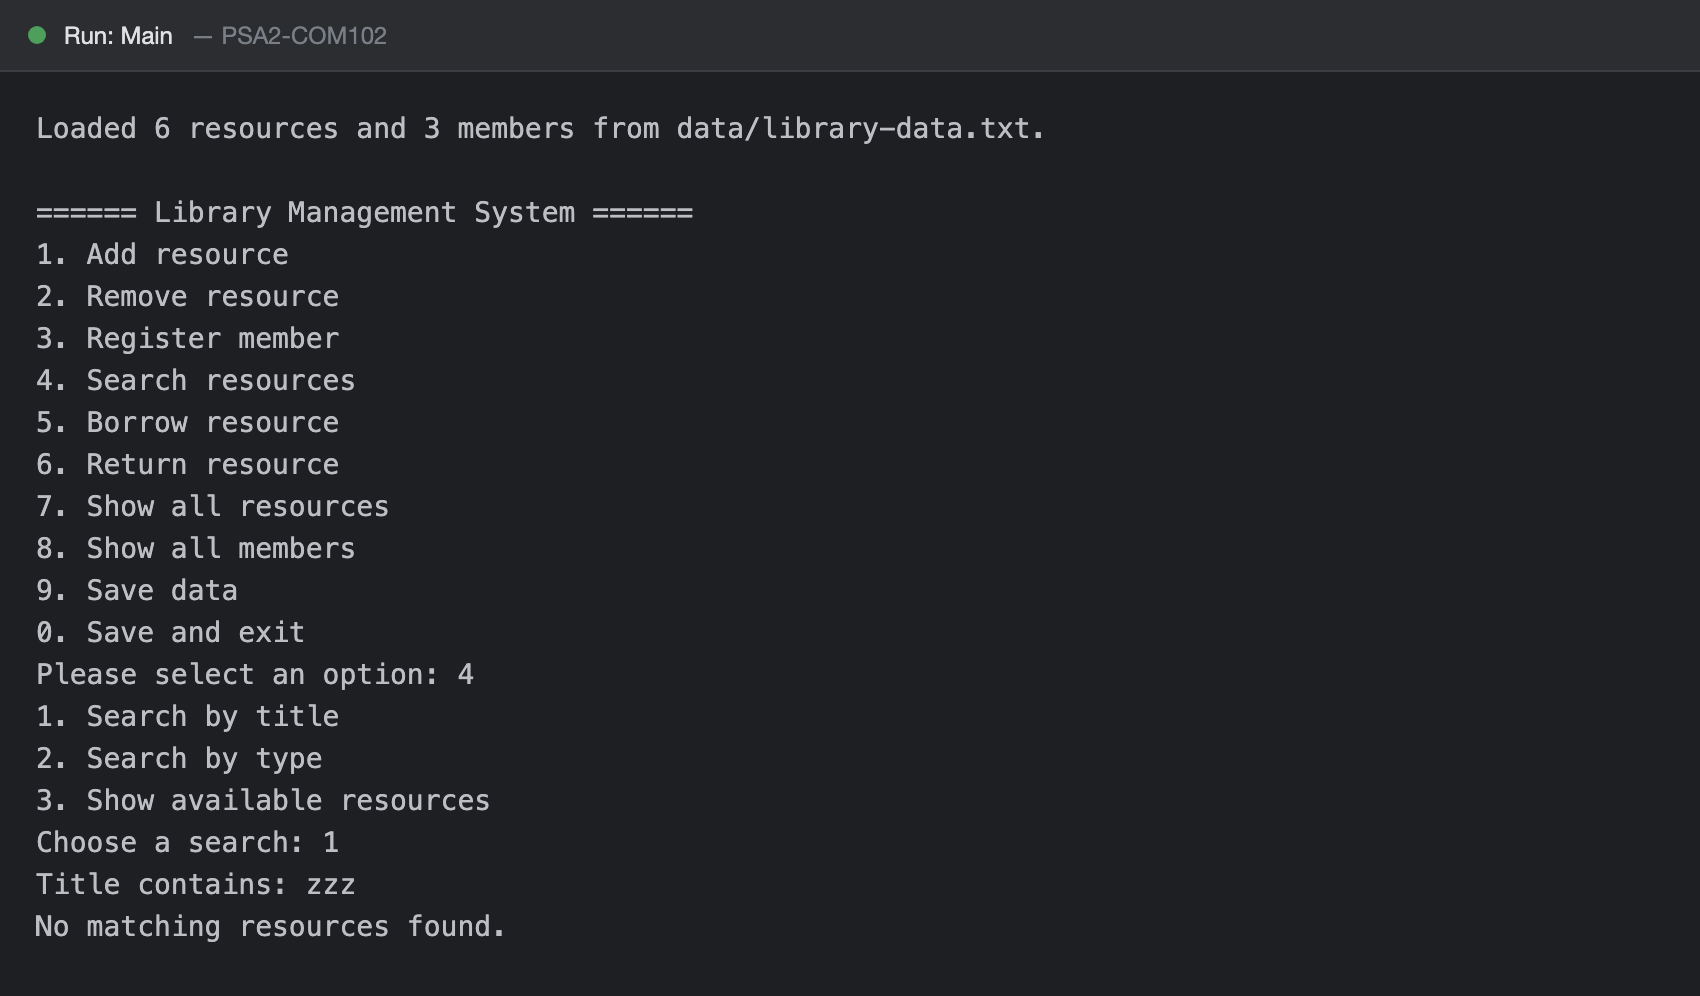 Run: Main — PSA2-COM102
Loaded 6 resources and 3 members from data/library-data.txt.
====== Library Management System ======
1. Add resource
2. Remove resource
3. Register member
4. Search resources
5. Borrow resource
6. Return resource
7. Show all resources
8. Show all members
9. Save data
0. Save and exit
Please select an option: 4
1. Search by title
2. Search by type
3. Show available resources
Choose a search: 1
Title contains: zzz
No matching resources found.